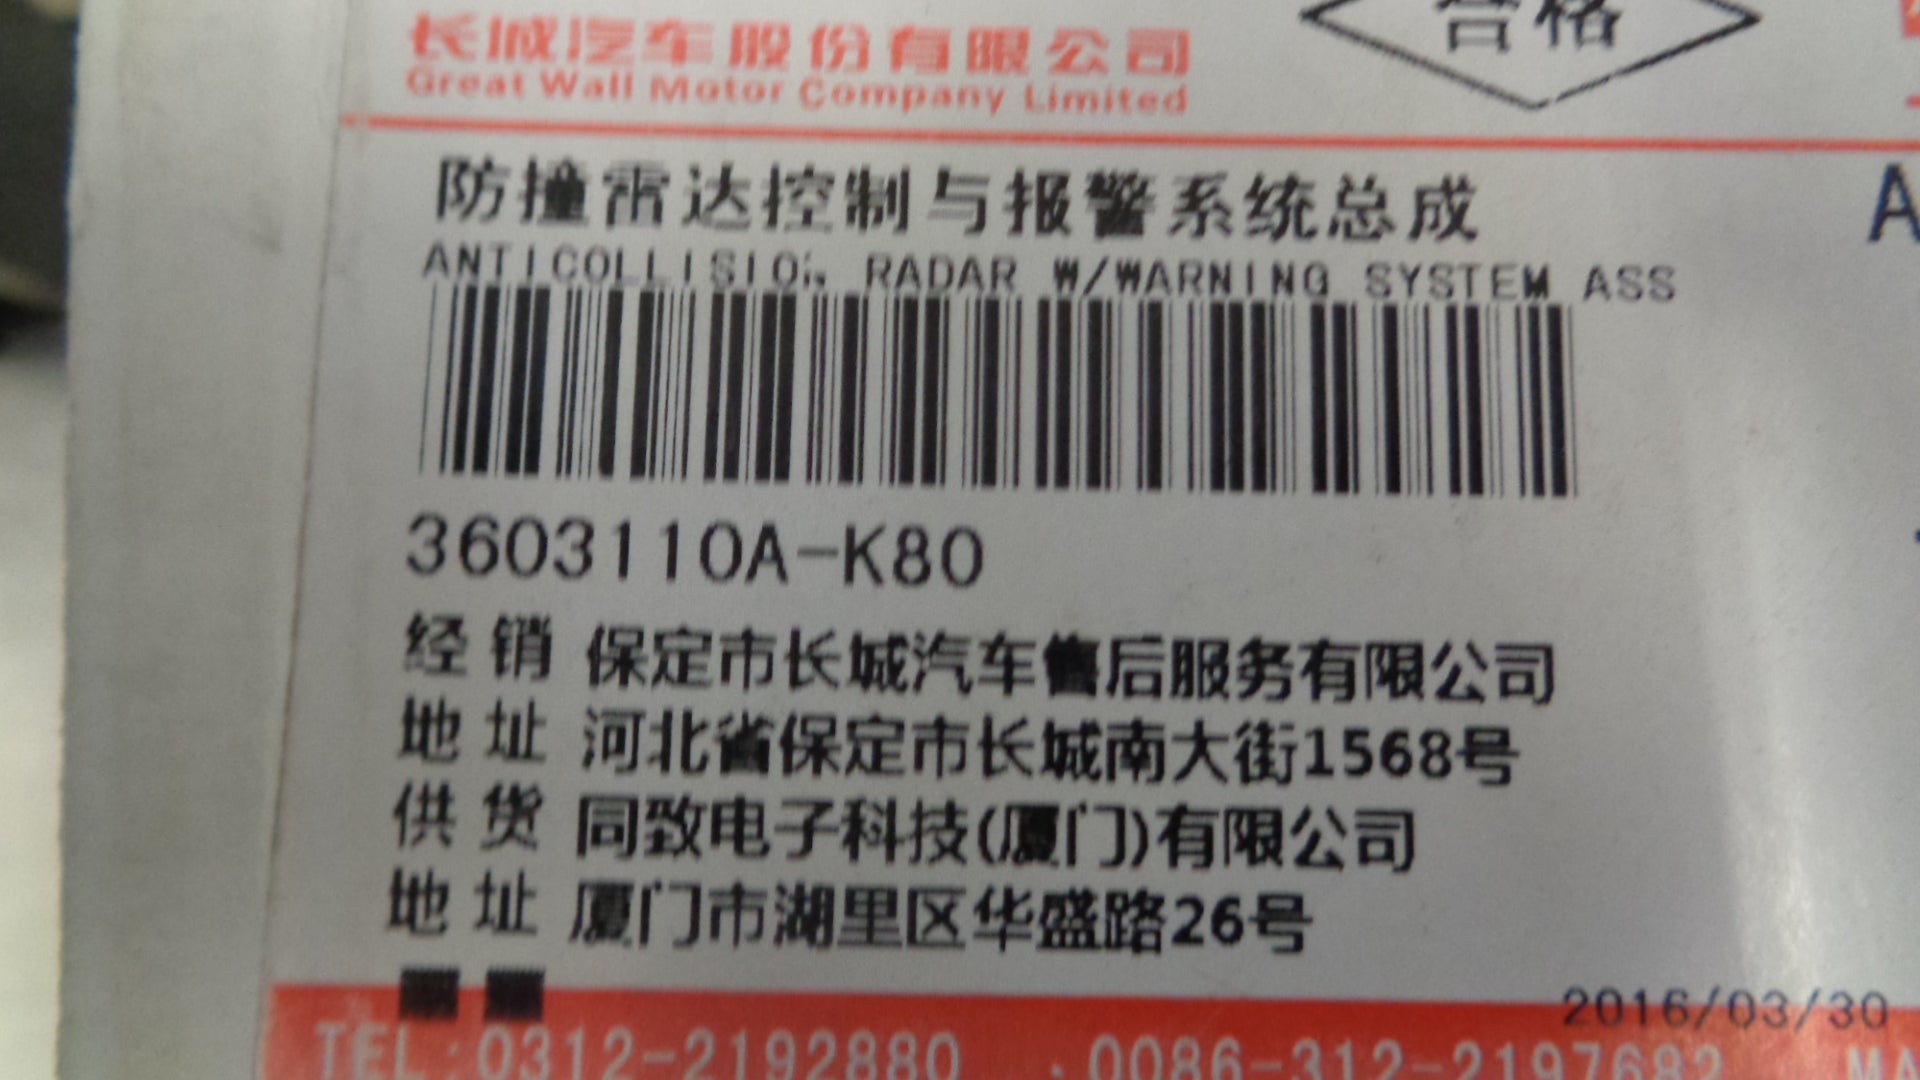 长城汽车股份有限公司
Great Wall Motor Company Limited
合格
防撞雷达控制与报警系统总成
ANTICOLLISION RADAR W/WARNING SYSTEM ASS
3603110A-K80
经 销 保定市长城汽车售后服务有限公司
地 址 河北省保定市长城南大街1568号
供 货 同致电子科技(厦门)有限公司
地 址 厦门市湖里区华盛路26号
2016/03/30
TEL:0312-2192880 0086-312-2197682 MA